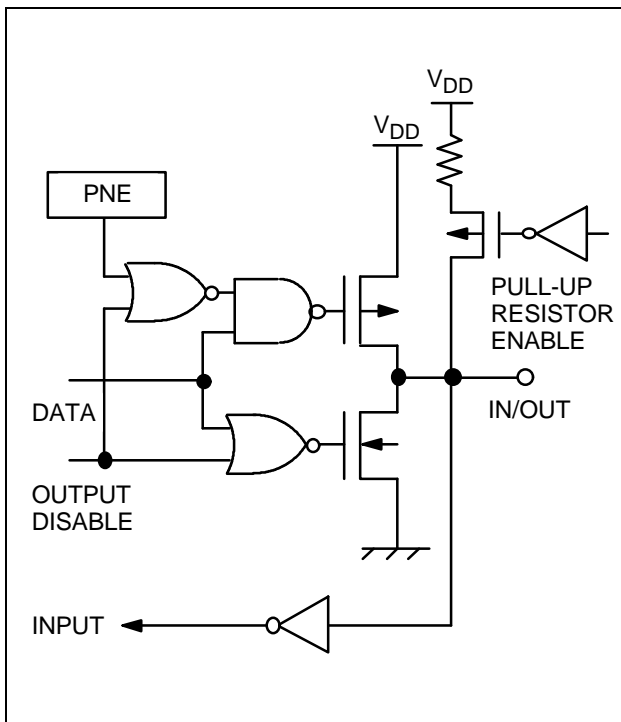 VDD
VDD
PNE
PULL-UP
RESISTOR
ENABLE
DATA
IN/OUT
OUTPUT
DISABLE
INPUT